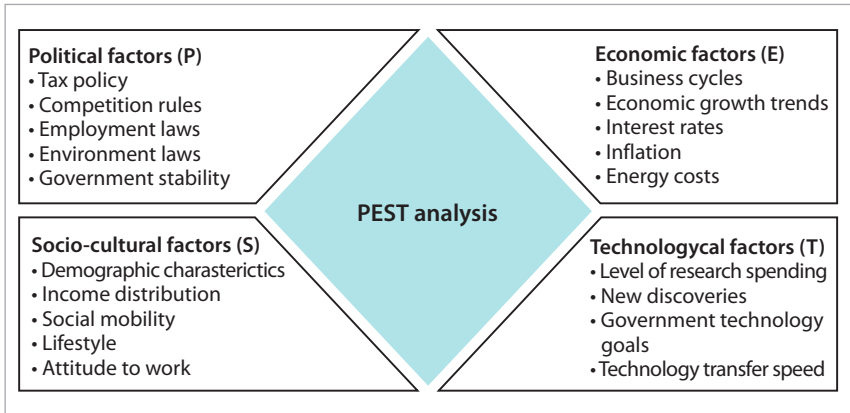 Political factors (P)
• Tax policy
• Competition rules
• Employment laws
• Environment laws
• Government stability
Economic factors (E)
• Business cycles
• Economic growth trends
• Interest rates
• Inflation
• Energy costs
PEST analysis
Socio-cultural factors (S)
• Demographic charasterictics
• Income distribution
• Social mobility
• Lifestyle
• Attitude to work
Technologycal factors (T)
• Level of research spending
• New discoveries
• Government technology
goals
• Technology transfer speed